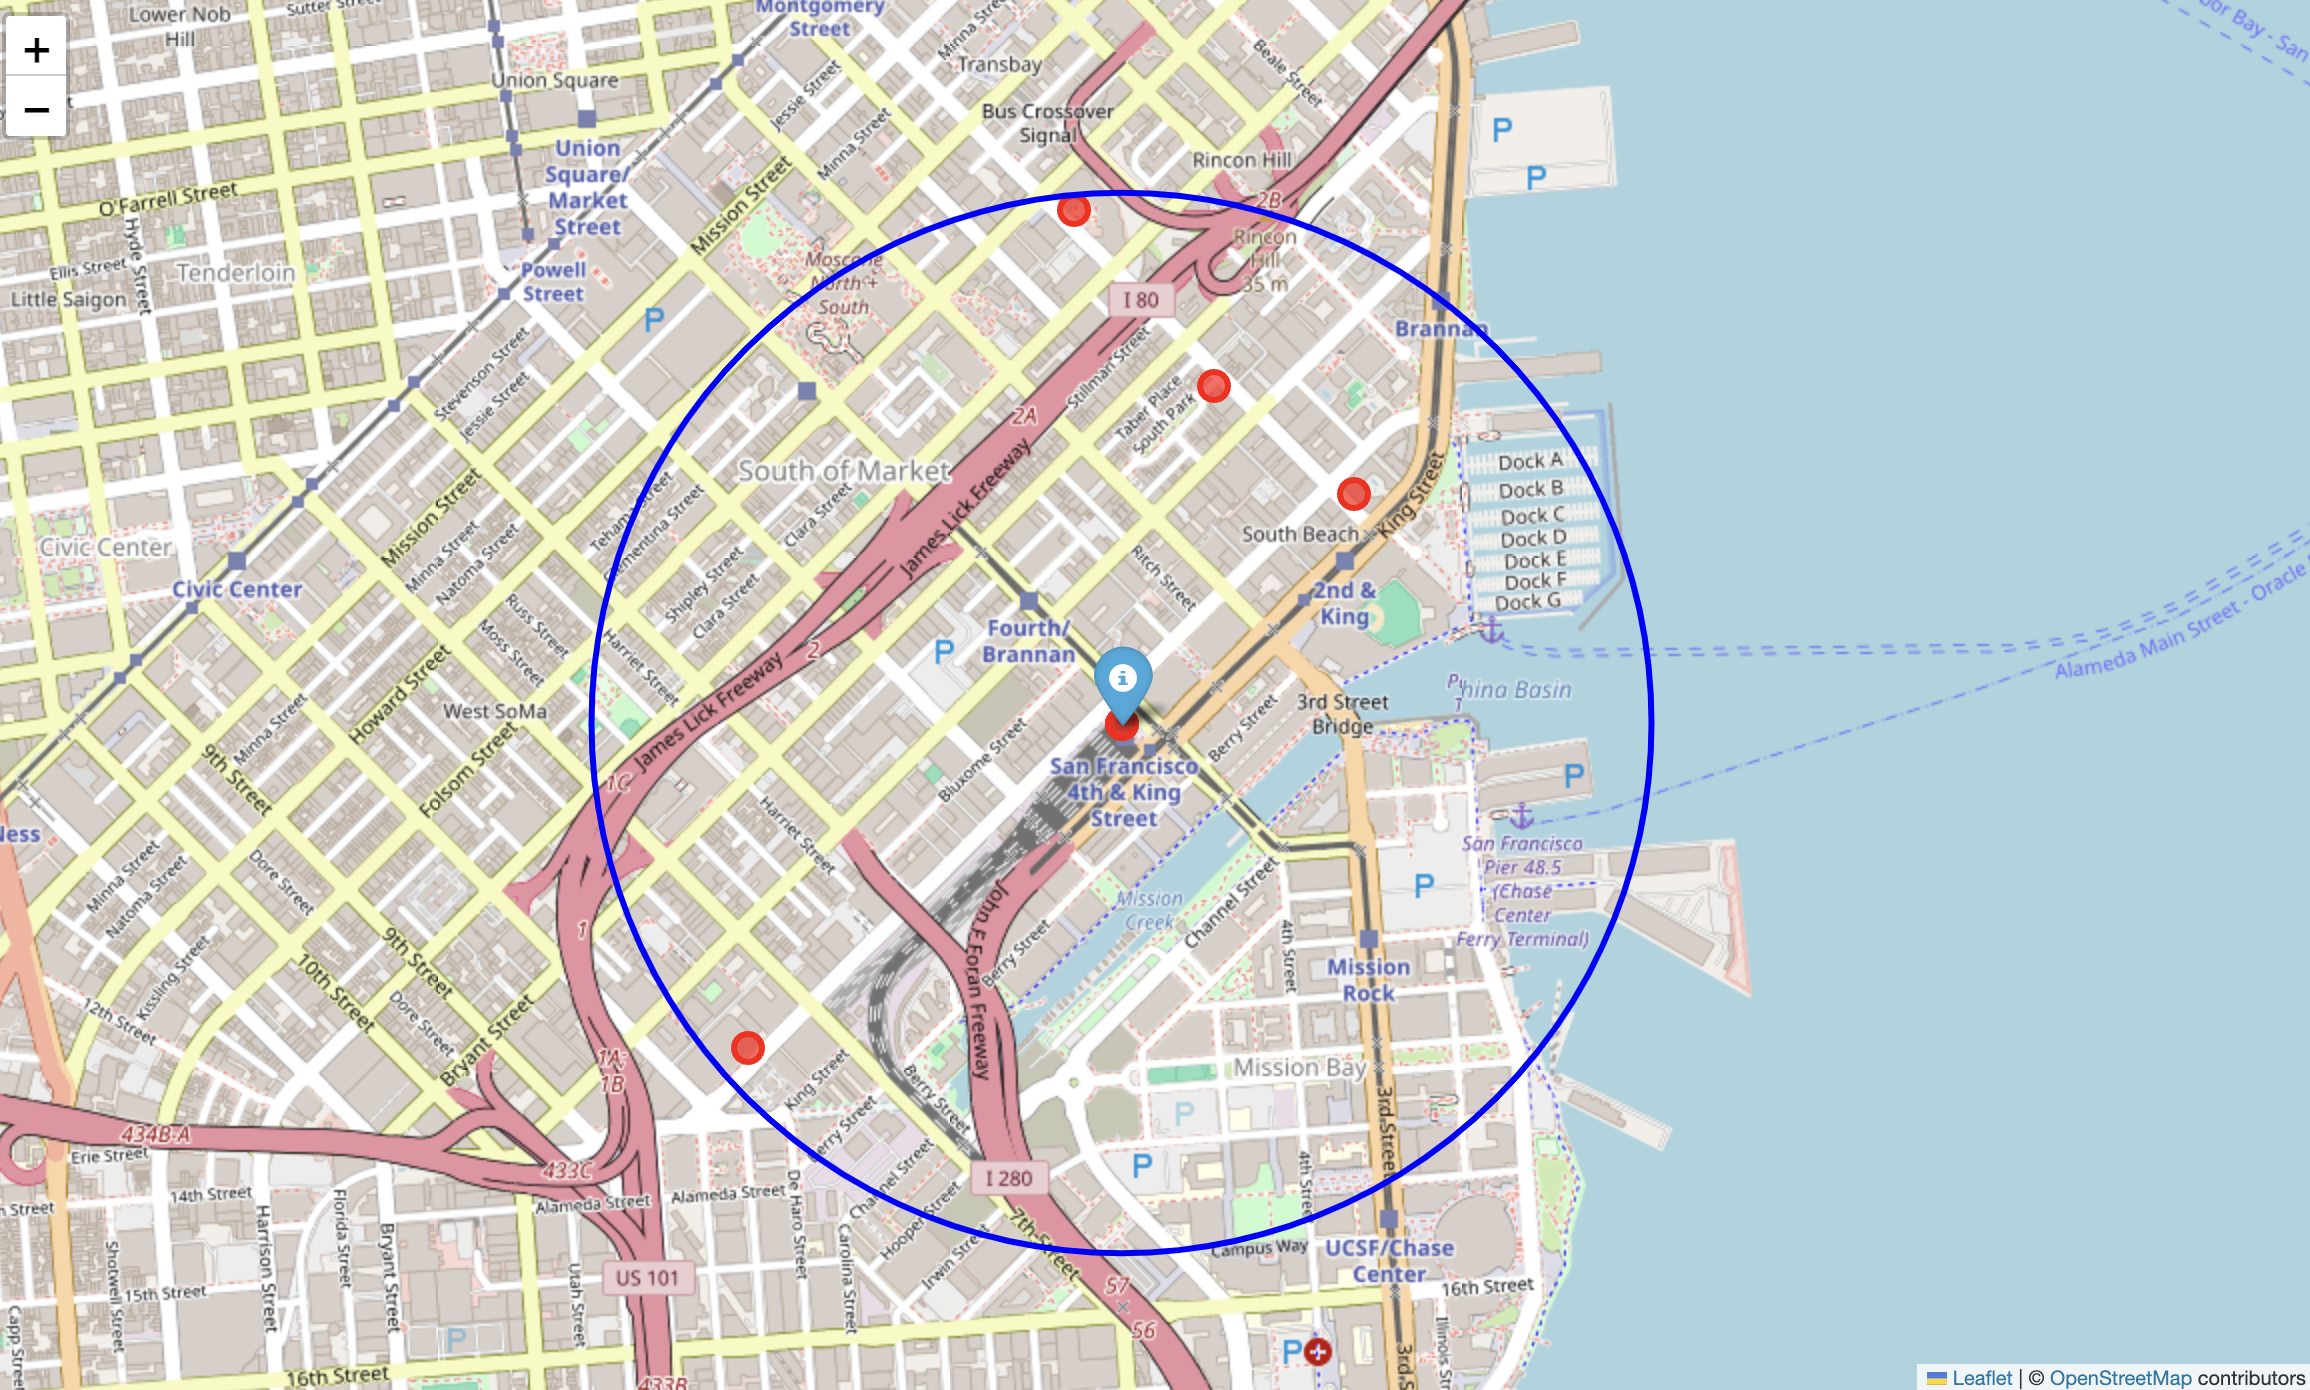 +
−
Lower Nob
Hill
Sutter Street
Montgomery
Street
Minna Street
Transbay
Beale Street
Union Square
Jessie Street
Bus Crossover
Signal
Minna Street
P
P
Union
Square/
Market
Street
Rincon Hill
2B
O'Farrell Street
Mission Street
Hyde Street
Ellis Street
Tenderloin
Little Saigon
Powell
Street
Moscone
North +
South
Rincon
Hill
35 m
I 80
P
Brannan
Stevenson Street
Jessie Street
Stillman Street
Taber Place
South Park
2A
South of Market
James Lick Freeway
Dock A
Dock B
Dock C
Dock D
Dock E
Dock F
Dock G
Mission Street
Tehama Street
Clementina Street
Clara Street
King Street
South Beach
Civic Center
Civic Center
Minna Street
Natoma Street
Shipley Street
Clara Street
Ritch Street
2nd &
King
Russ Street
Moss Street
Harriet Street
2
P
Fourth/
Brannan
Alameda Main Street - Oracle
hina Basin
3rd Street
Bridge
Howard Street
West SoMa
James Lick Freeway
Minna Street
9th Street
Folsom Street
1C
Bluxome Street
Berry Street
San Francisco
4th & King
Street
P
Ness
Harriet Street
San Francisco
Pier 48.5
(Chase
Center
Ferry Terminal)
Minna Street
Natoma Street
Dore Street
P
Mission
Creek
Channel Street
John F Foran Freeway
1
9th Street
10th Street
Kissling Street
Berry Street
4th Street
Mission
Rock
12th Street
Dore Street
Bryant Street
1A;
1B
King Street
Berry Street
Mission Bay
P
434B-A
Erie Street
433C
Berry Street
Channel Street
Hooper Street
Irwin Street
3rd Street
4th Street
P
I 280
14th Street
Alameda Street
Alameda Street
De Haro Street
Carolina Street
7th Street
Campus Way
UCSF/Chase
Center
16th Street
Shotwell Street
Harrison Street
Florida Street
Bryant Street
15th Street
Utah Street
US 101
57
56
P
P
16th Street
433B
Leaflet | © OpenStreetMap contributors